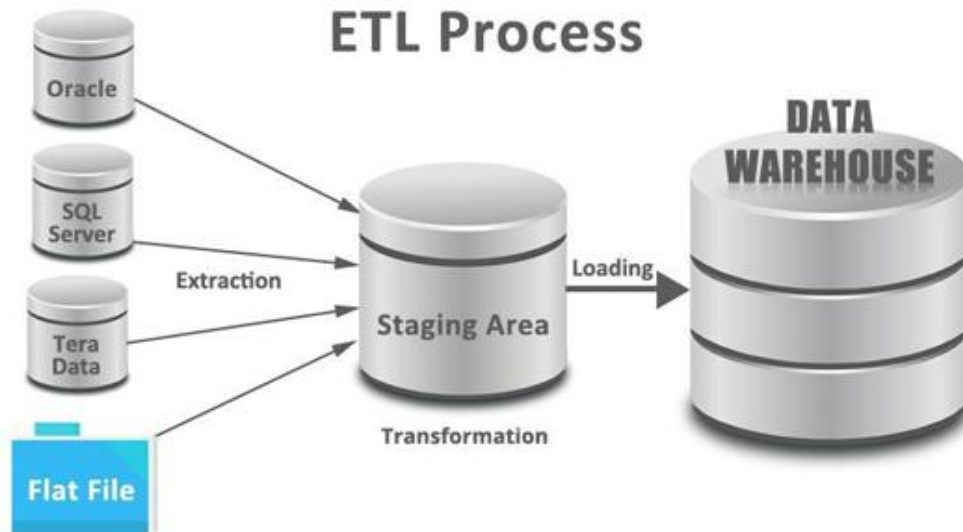 ETL Process
Oracle
SQL
Server
Tera
Data
Flat File
Extraction
Staging Area
Transformation
Loading
DATA
WAREHOUSE